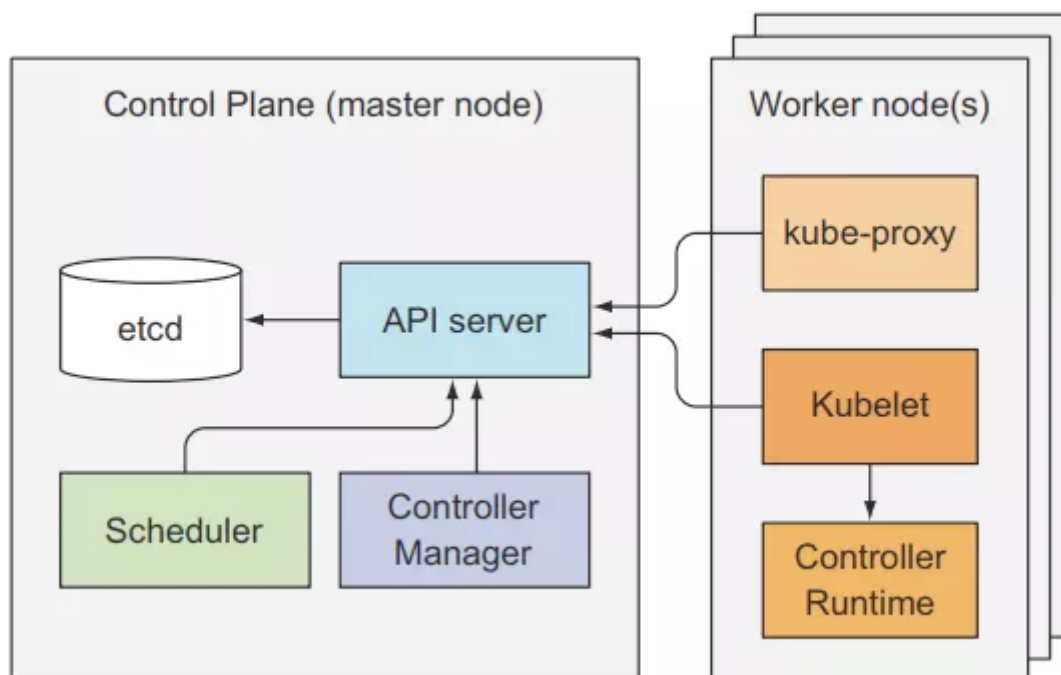 Control Plane (master node)
Worker node(s)
kube-proxy
etcd
API server
Kubelet
Scheduler
Controller
Manager
Controller
Runtime